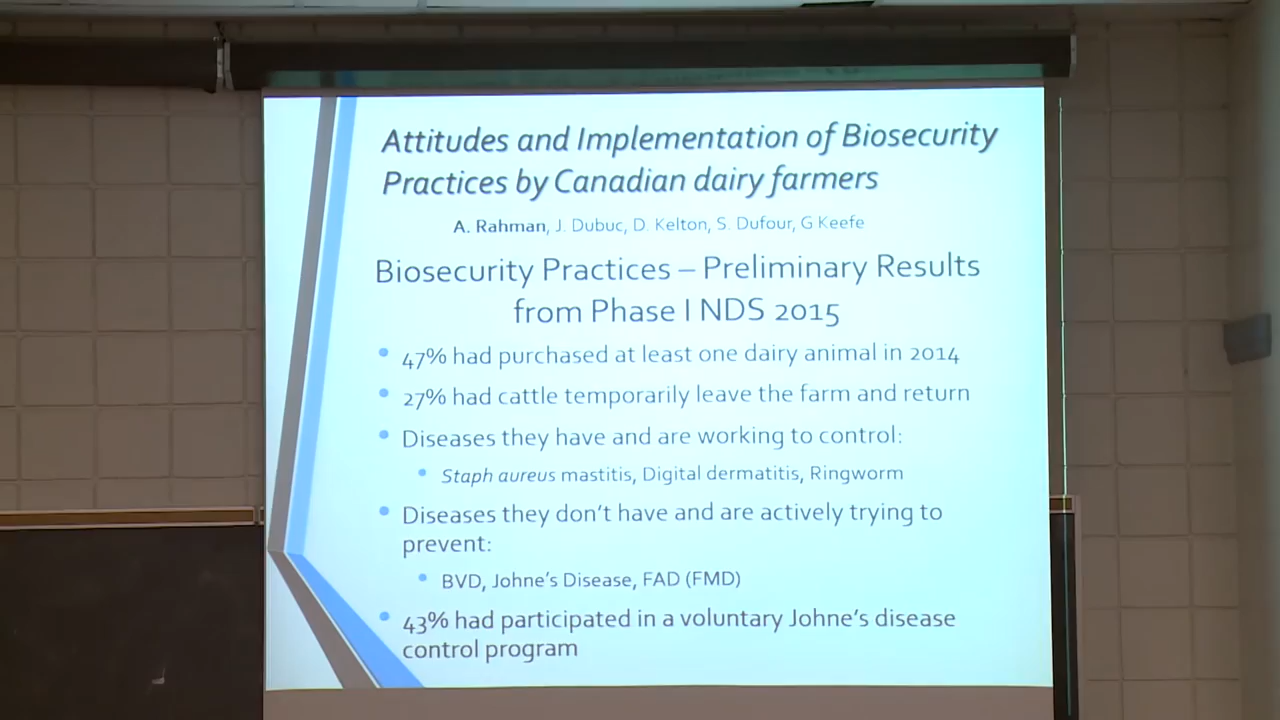 Attitudes and Implementation of Biosecurity
Practices by Canadian dairy farmers
A. Rahman, J. Dubuc, D. Kelton, S. Dufour, G Keefe
Biosecurity Practices – Preliminary Results
from Phase I NDS 2015
• 47% had purchased at least one dairy animal in 2014
• 27% had cattle temporarily leave the farm and return
• Diseases they have and are working to control:
• Staph aureus mastitis, Digital dermatitis, Ringworm
• Diseases they don't have and are actively trying to
prevent:
• BVD, Johne's Disease, FAD (FMD)
• 43% had participated in a voluntary Johne's disease
control program